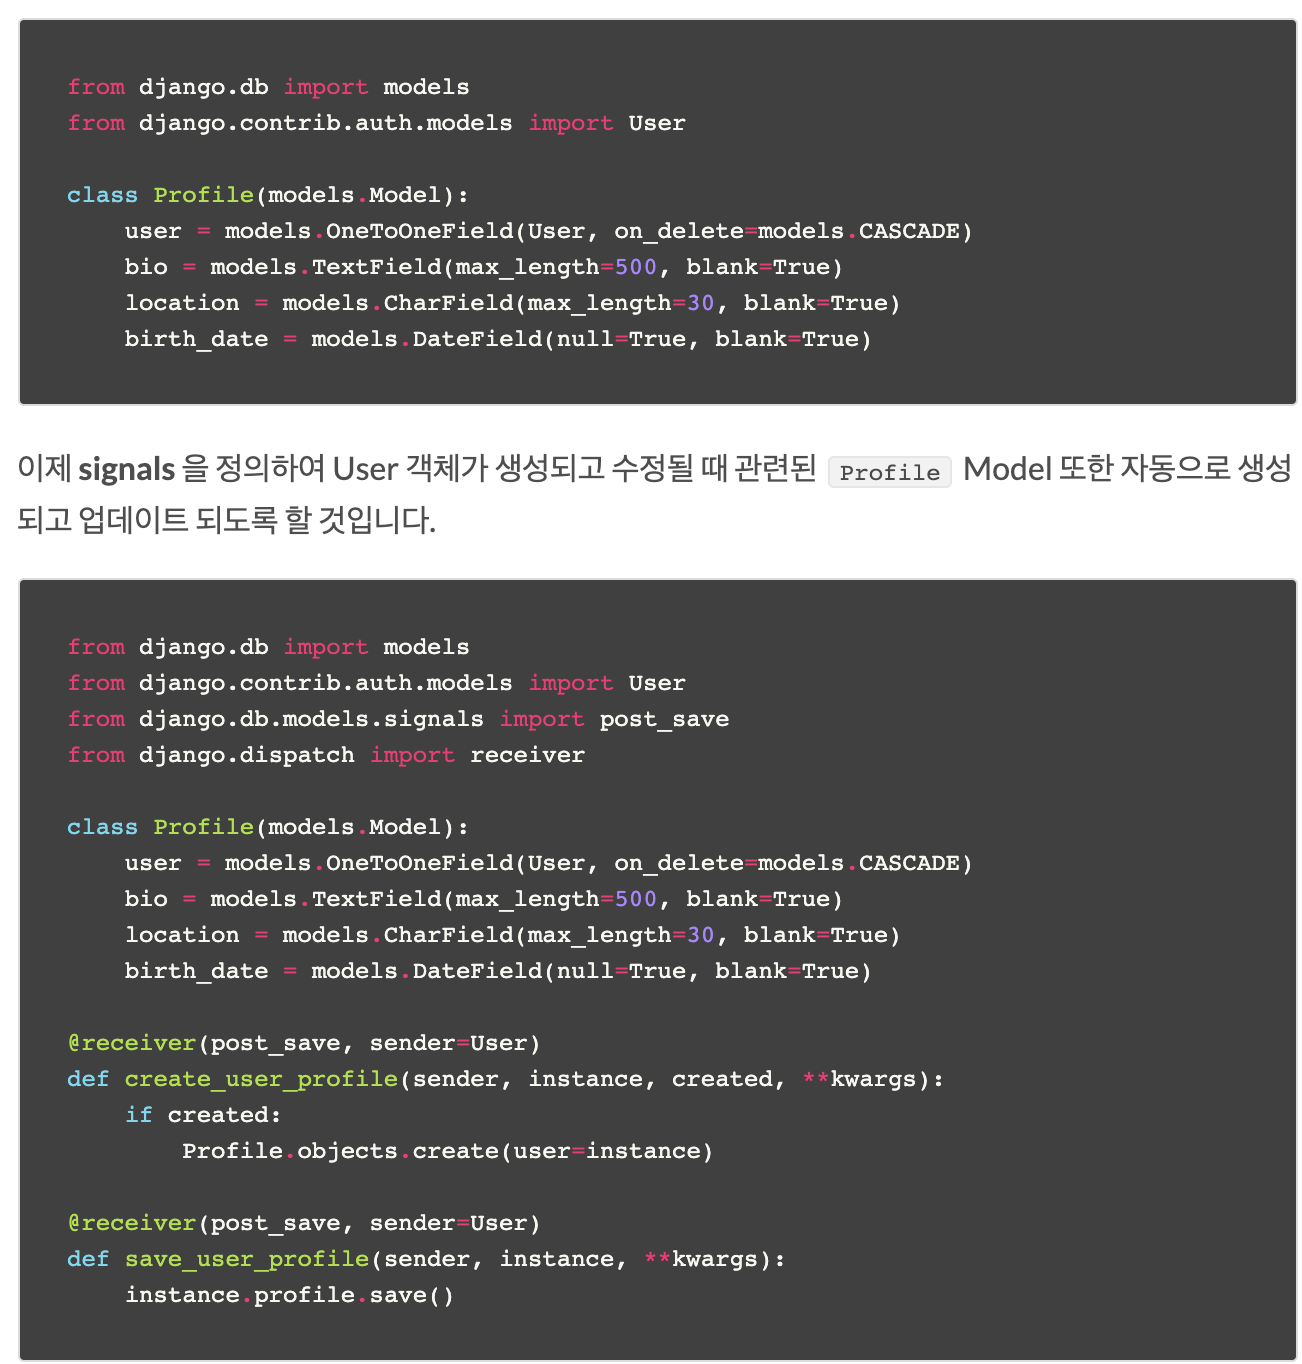 from django.db import models
from django.contrib.auth.models import User

class Profile(models.Model):
    user = models.OneToOneField(User, on_delete=models.CASCADE)
    bio = models.TextField(max_length=500, blank=True)
    location = models.CharField(max_length=30, blank=True)
    birth_date = models.DateField(null=True, blank=True)

이제 signals 을 정의하여 User 객체가 생성되고 수정될 때 관련된 Profile Model 또한 자동으로 생성
되고 업데이트 되도록 할 것입니다.

from django.db import models
from django.contrib.auth.models import User
from django.db.models.signals import post_save
from django.dispatch import receiver

class Profile(models.Model):
    user = models.OneToOneField(User, on_delete=models.CASCADE)
    bio = models.TextField(max_length=500, blank=True)
    location = models.CharField(max_length=30, blank=True)
    birth_date = models.DateField(null=True, blank=True)

@receiver(post_save, sender=User)
def create_user_profile(sender, instance, created, **kwargs):
    if created:
        Profile.objects.create(user=instance)

@receiver(post_save, sender=User)
def save_user_profile(sender, instance, **kwargs):
    instance.profile.save()